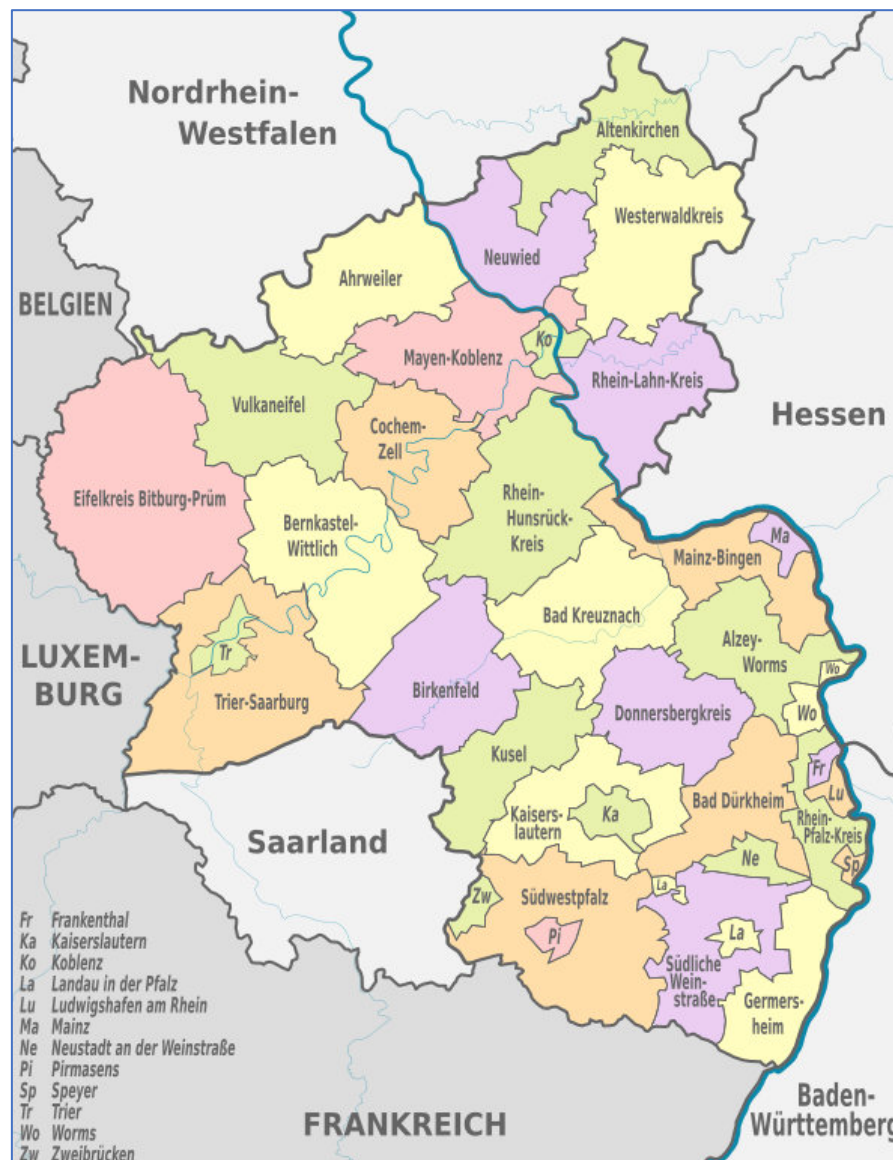 Nordrhein-
Westfalen
Altenkirchen
Westerwaldkreis
Neuwied
Ahrweiler
BELGIEN
Ko
Mayen-Koblenz
Rhein-Lahn-Kreis
Vulkaneifel
Hessen
Cochem-
Zell
Eifelkreis Bitburg-Prüm
Rhein-
Hunsrück-
Kreis
Bernkastel-
Wittlich
Ma
Mainz-Bingen
Bad Kreuznach
Alzey-
Worms
LUXEM-
BURG
Tr
Wo
Trier-Saarburg
Birkenfeld
Donnersbergkreis
Wo
Kusel
Fr
Lu
Bad Dürkheim
Kaisers-
lautern
Ka
Rhein-
Pfalz-Kreis
Saarland
Ne
Sp
La
Zw
Südwestpfalz
Pi
La
Südliche
Wein-
straße
Germers-
heim
Fr Frankenthal
Ka Kaiserslautern
Ko Koblenz
La Landau in der Pfalz
Lu Ludwigshafen am Rhein
Ma Mainz
Ne Neustadt an der Weinstraße
Pi Pirmasens
Sp Speyer
Tr Trier
Wo Worms
Zw Zweibrücken
FRANKREICH
Baden-
Württemberg